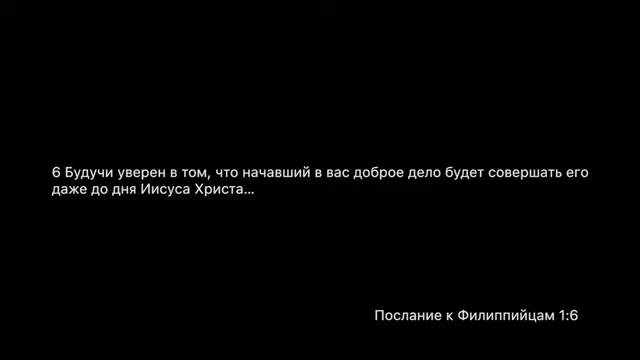 6 Будучи уверен в том, что начавший в вас доброе дело будет совершать его
даже до дня Иисуса Христа...
Послание к Филиппийцам 1:6